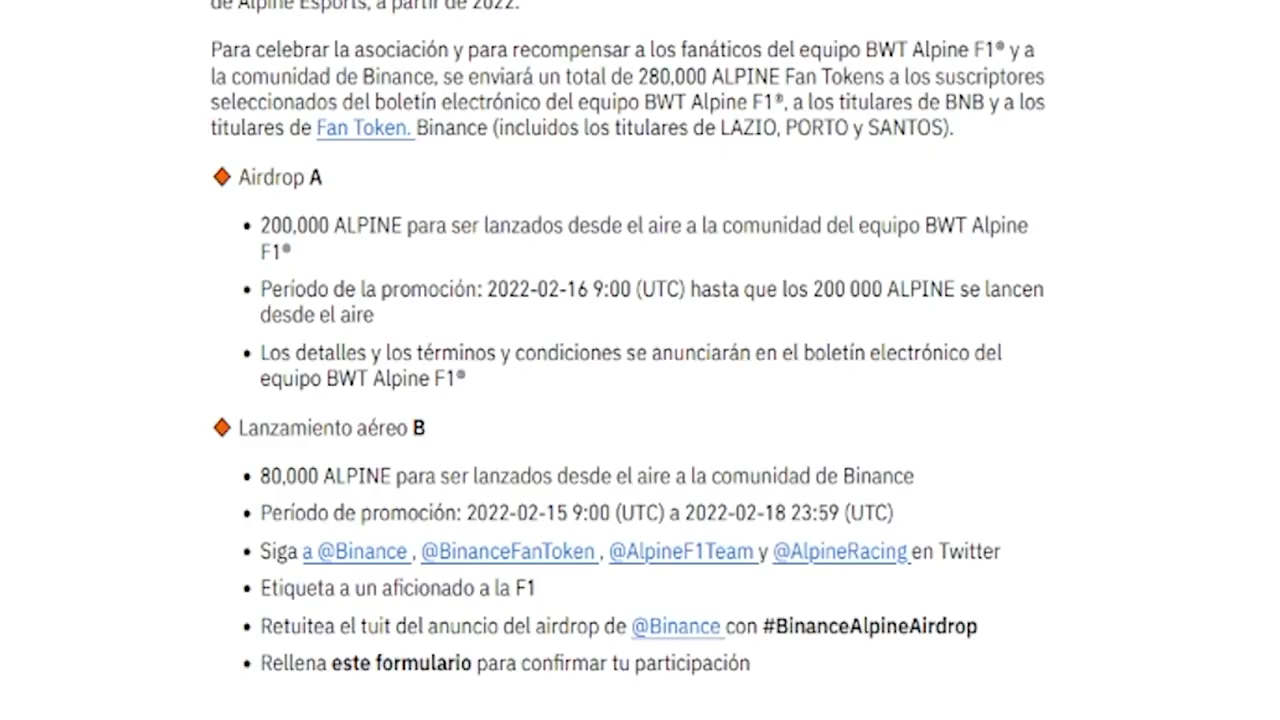 de Alpine Esports, a partir de 2022.
Para celebrar la asociación y para recompensar a los fanáticos del equipo BWT Alpine F1® y a
la comunidad de Binance, se enviará un total de 280,000 ALPINE Fan Tokens a los suscriptores
seleccionados del boletín electrónico del equipo BWT Alpine F1®, a los titulares de BNB y a los
titulares de Fan Token. Binance (incluidos los titulares de LAZIO, PORTO y SANTOS).
Airdrop A
• 200,000 ALPINE para ser lanzados desde el aire a la comunidad del equipo BWT Alpine
F1®
• Período de la promoción: 2022-02-16 9:00 (UTC) hasta que los 200 000 ALPINE se lancen
desde el aire
• Los detalles y los términos y condiciones se anunciarán en el boletín electrónico del
equipo BWT Alpine F1®
Lanzamiento aéreo B
• 80,000 ALPINE para ser lanzados desde el aire a la comunidad de Binance
• Período de promoción: 2022-02-15 9:00 (UTC) a 2022-02-18 23:59 (UTC)
• Siga a @Binance , @BinanceFanToken , @AlpineF1Team y @AlpineRacing en Twitter
• Etiqueta a un aficionado a la F1
• Retuitea el tuit del anuncio del airdrop de @Binance con #BinanceAlpineAirdrop
• Rellena este formulario para confirmar tu participación